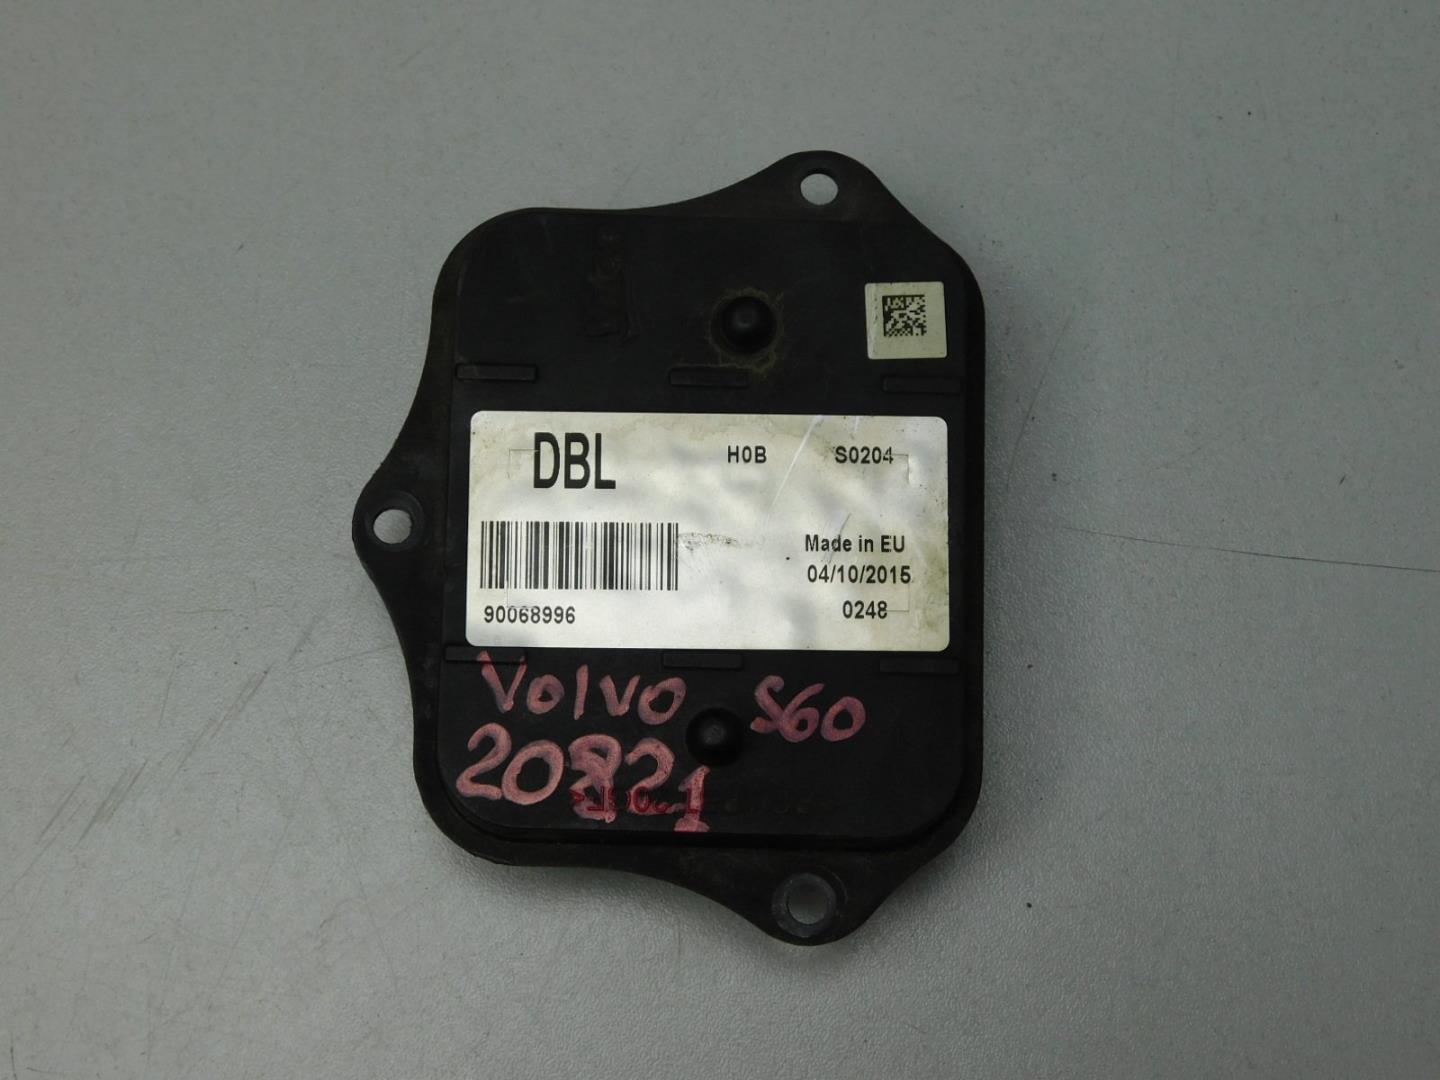 DBL H0B S0204
Made in EU
04/10/2015
90068996 0248
Volvo S60
20821